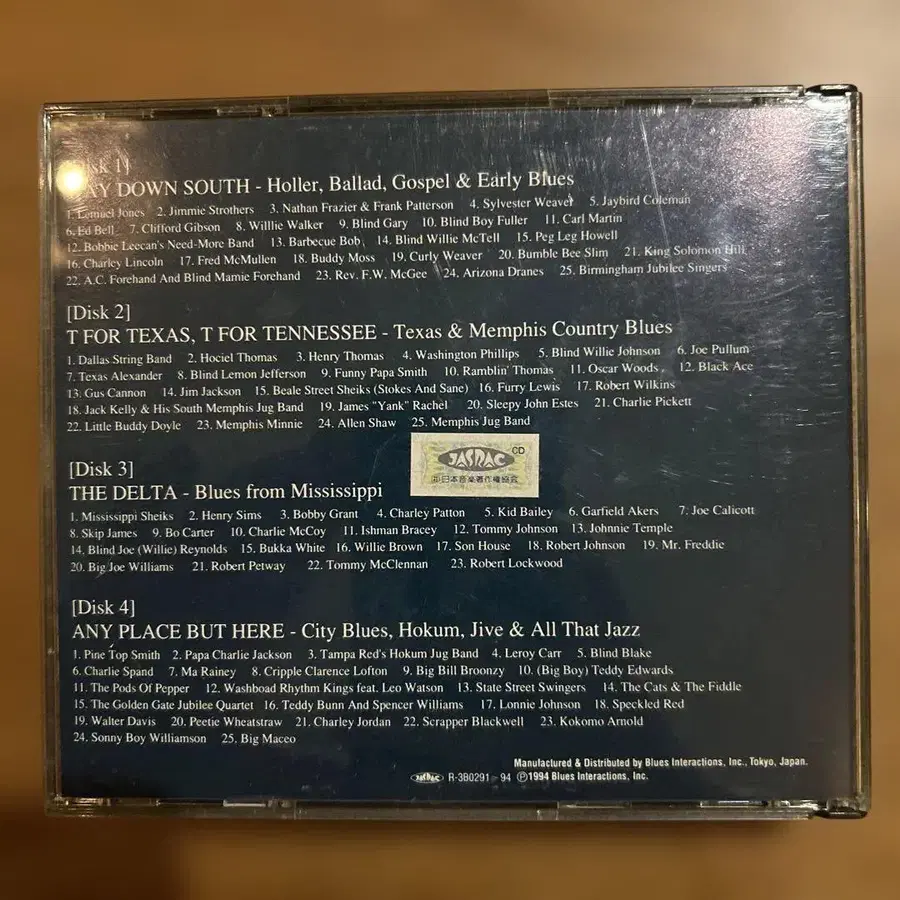 [Disk 1]
WAY DOWN SOUTH - Holler, Ballad, Gospel & Early Blues
1. Lemuel Jones 2. Jimmie Strothers 3. Nathan Frazier & Frank Patterson 4. Sylvester Weaver 5. Jaybird Coleman
6. Ed Bell 7. Clifford Gibson 8. Willlie Walker 9. Blind Gary 10. Blind Boy Fuller 11. Carl Martin
12. Bobbie Leecan's Need-More Band 13. Barbecue Bob 14. Blind Willie McTell 15. Peg Leg Howell
16. Charley Lincoln 17. Fred McMullen 18. Buddy Moss 19. Curly Weaver 20. Bumble Bee Slim 21. King Solomon Hill
22. A.C. Forehand And Blind Mamie Forehand 23. Rev. F.W. McGee 24. Arizona Dranes 25. Birmingham Jubilee Singers
[Disk 2]
T FOR TEXAS, T FOR TENNESSEE - Texas & Memphis Country Blues
1. Dallas String Band 2. Hociel Thomas 3. Henry Thomas 4. Washington Phillips 5. Blind Willie Johnson 6. Joe Pullum
7. Texas Alexander 8. Blind Lemon Jefferson 9. Funny Papa Smith 10. Ramblin' Thomas 11. Oscar Woods 12. Black Ace
13. Gus Cannon 14. Jim Jackson 15. Beale Street Sheiks (Stokes And Sane) 16. Furry Lewis 17. Robert Wilkins
18. Jack Kelly & His South Memphis Jug Band 19. James "Yank" Rachel 20. Sleepy John Estes 21. Charlie Pickett
22. Little Buddy Doyle 23. Memphis Minnie 24. Allen Shaw 25. Memphis Jug Band
JASRAC CD
(社)日本音楽著作権協会
[Disk 3]
THE DELTA - Blues from Mississippi
1. Mississippi Sheiks 2. Henry Sims 3. Bobby Grant 4. Charley Patton 5. Kid Bailey 6. Garfield Akers 7. Joe Calicott
8. Skip James 9. Bo Carter 10. Charlie McCoy 11. Ishman Bracey 12. Tommy Johnson 13. Johnnie Temple
14. Blind Joe (Willie) Reynolds 15. Bukka White 16. Willie Brown 17. Son House 18. Robert Johnson 19. Mr. Freddie
20. Big Joe Williams 21. Robert Petway 22. Tommy McClennan 23. Robert Lockwood
[Disk 4]
ANY PLACE BUT HERE - City Blues, Hokum, Jive & All That Jazz
1. Pine Top Smith 2. Papa Charlie Jackson 3. Tampa Red's Hokum Jug Band 4. Leroy Carr 5. Blind Blake
6. Charlie Spand 7. Ma Rainey 8. Cripple Clarence Lofton 9. Big Bill Broonzy 10. (Big Boy) Teddy Edwards
11. The Pods Of Pepper 12. Washboad Rhythm Kings feat. Leo Watson 13. State Street Swingers 14. The Cats & The Fiddle
15. The Golden Gate Jubilee Quartet 16. Teddy Bunn And Spencer Williams 17. Lonnie Johnson 18. Speckled Red
19. Walter Davis 20. Peetie Wheatstraw 21. Charley Jordan 22. Scrapper Blackwell 23. Kokomo Arnold
24. Sonny Boy Williamson 25. Big Maceo
Manufactured & Distributed by Blues Interactions, Inc., Tokyo, Japan.
JASRAC R-3B0291 - 94 Ⓟ1994 Blues Interactions, Inc.